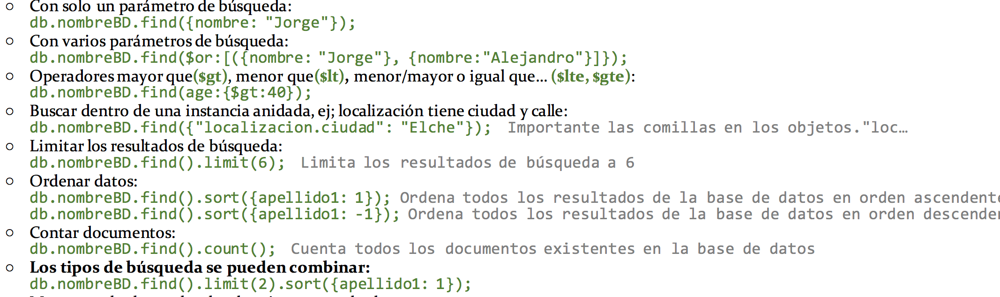 ○ Con solo un parámetro de búsqueda:
db.nombreBD.find({nombre: "Jorge"});
○ Con varios parámetros de búsqueda:
db.nombreBD.find($or:[({nombre: "Jorge"}, {nombre:"Alejandro"}]});
○ Operadores mayor que($gt), menor que($lt), menor/mayor o igual que... ($lte, $gte):
db.nombreBD.find(age:{$gt:40});
○ Buscar dentro de una instancia anidada, ej; localización tiene ciudad y calle:
db.nombreBD.find({"localizacion.ciudad": "Elche"}); Importante las comillas en los objetos."loc…
○ Limitar los resultados de búsqueda:
db.nombreBD.find().limit(6); Limita los resultados de búsqueda a 6
○ Ordenar datos:
db.nombreBD.find().sort({apellido1: 1}); Ordena todos los resultados de la base de datos en orden ascendente
db.nombreBD.find().sort({apellido1: -1}); Ordena todos los resultados de la base de datos en orden descender
○ Contar documentos:
db.nombreBD.find().count(); Cuenta todos los documentos existentes en la base de datos
○ Los tipos de búsqueda se pueden combinar:
db.nombreBD.find().limit(2).sort({apellido1: 1});